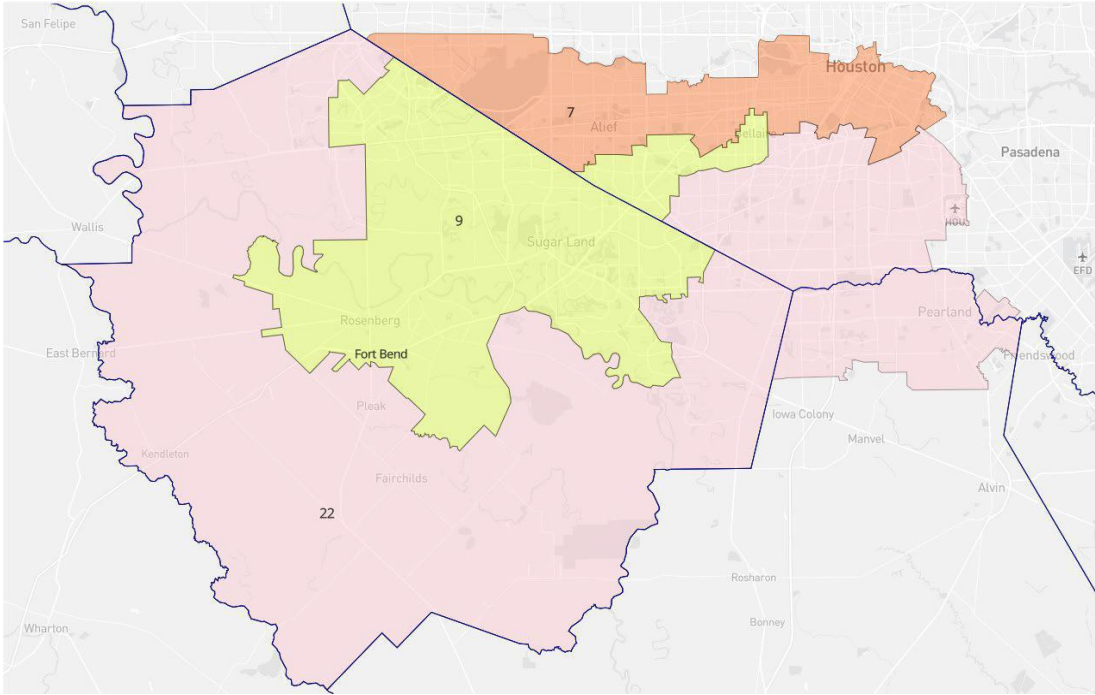 San Felipe
Houston
7
Alief
Bellaire
Pasadena
HOU
Wallis
9
Sugar Land
EFD
Rosenberg
Pearland
East Bernard
Fort Bend
Friendswood
Pleak
Iowa Colony
Manvel
Kendleton
Fairchilds
Alvin
22
Rosharon
Bonney
Wharton